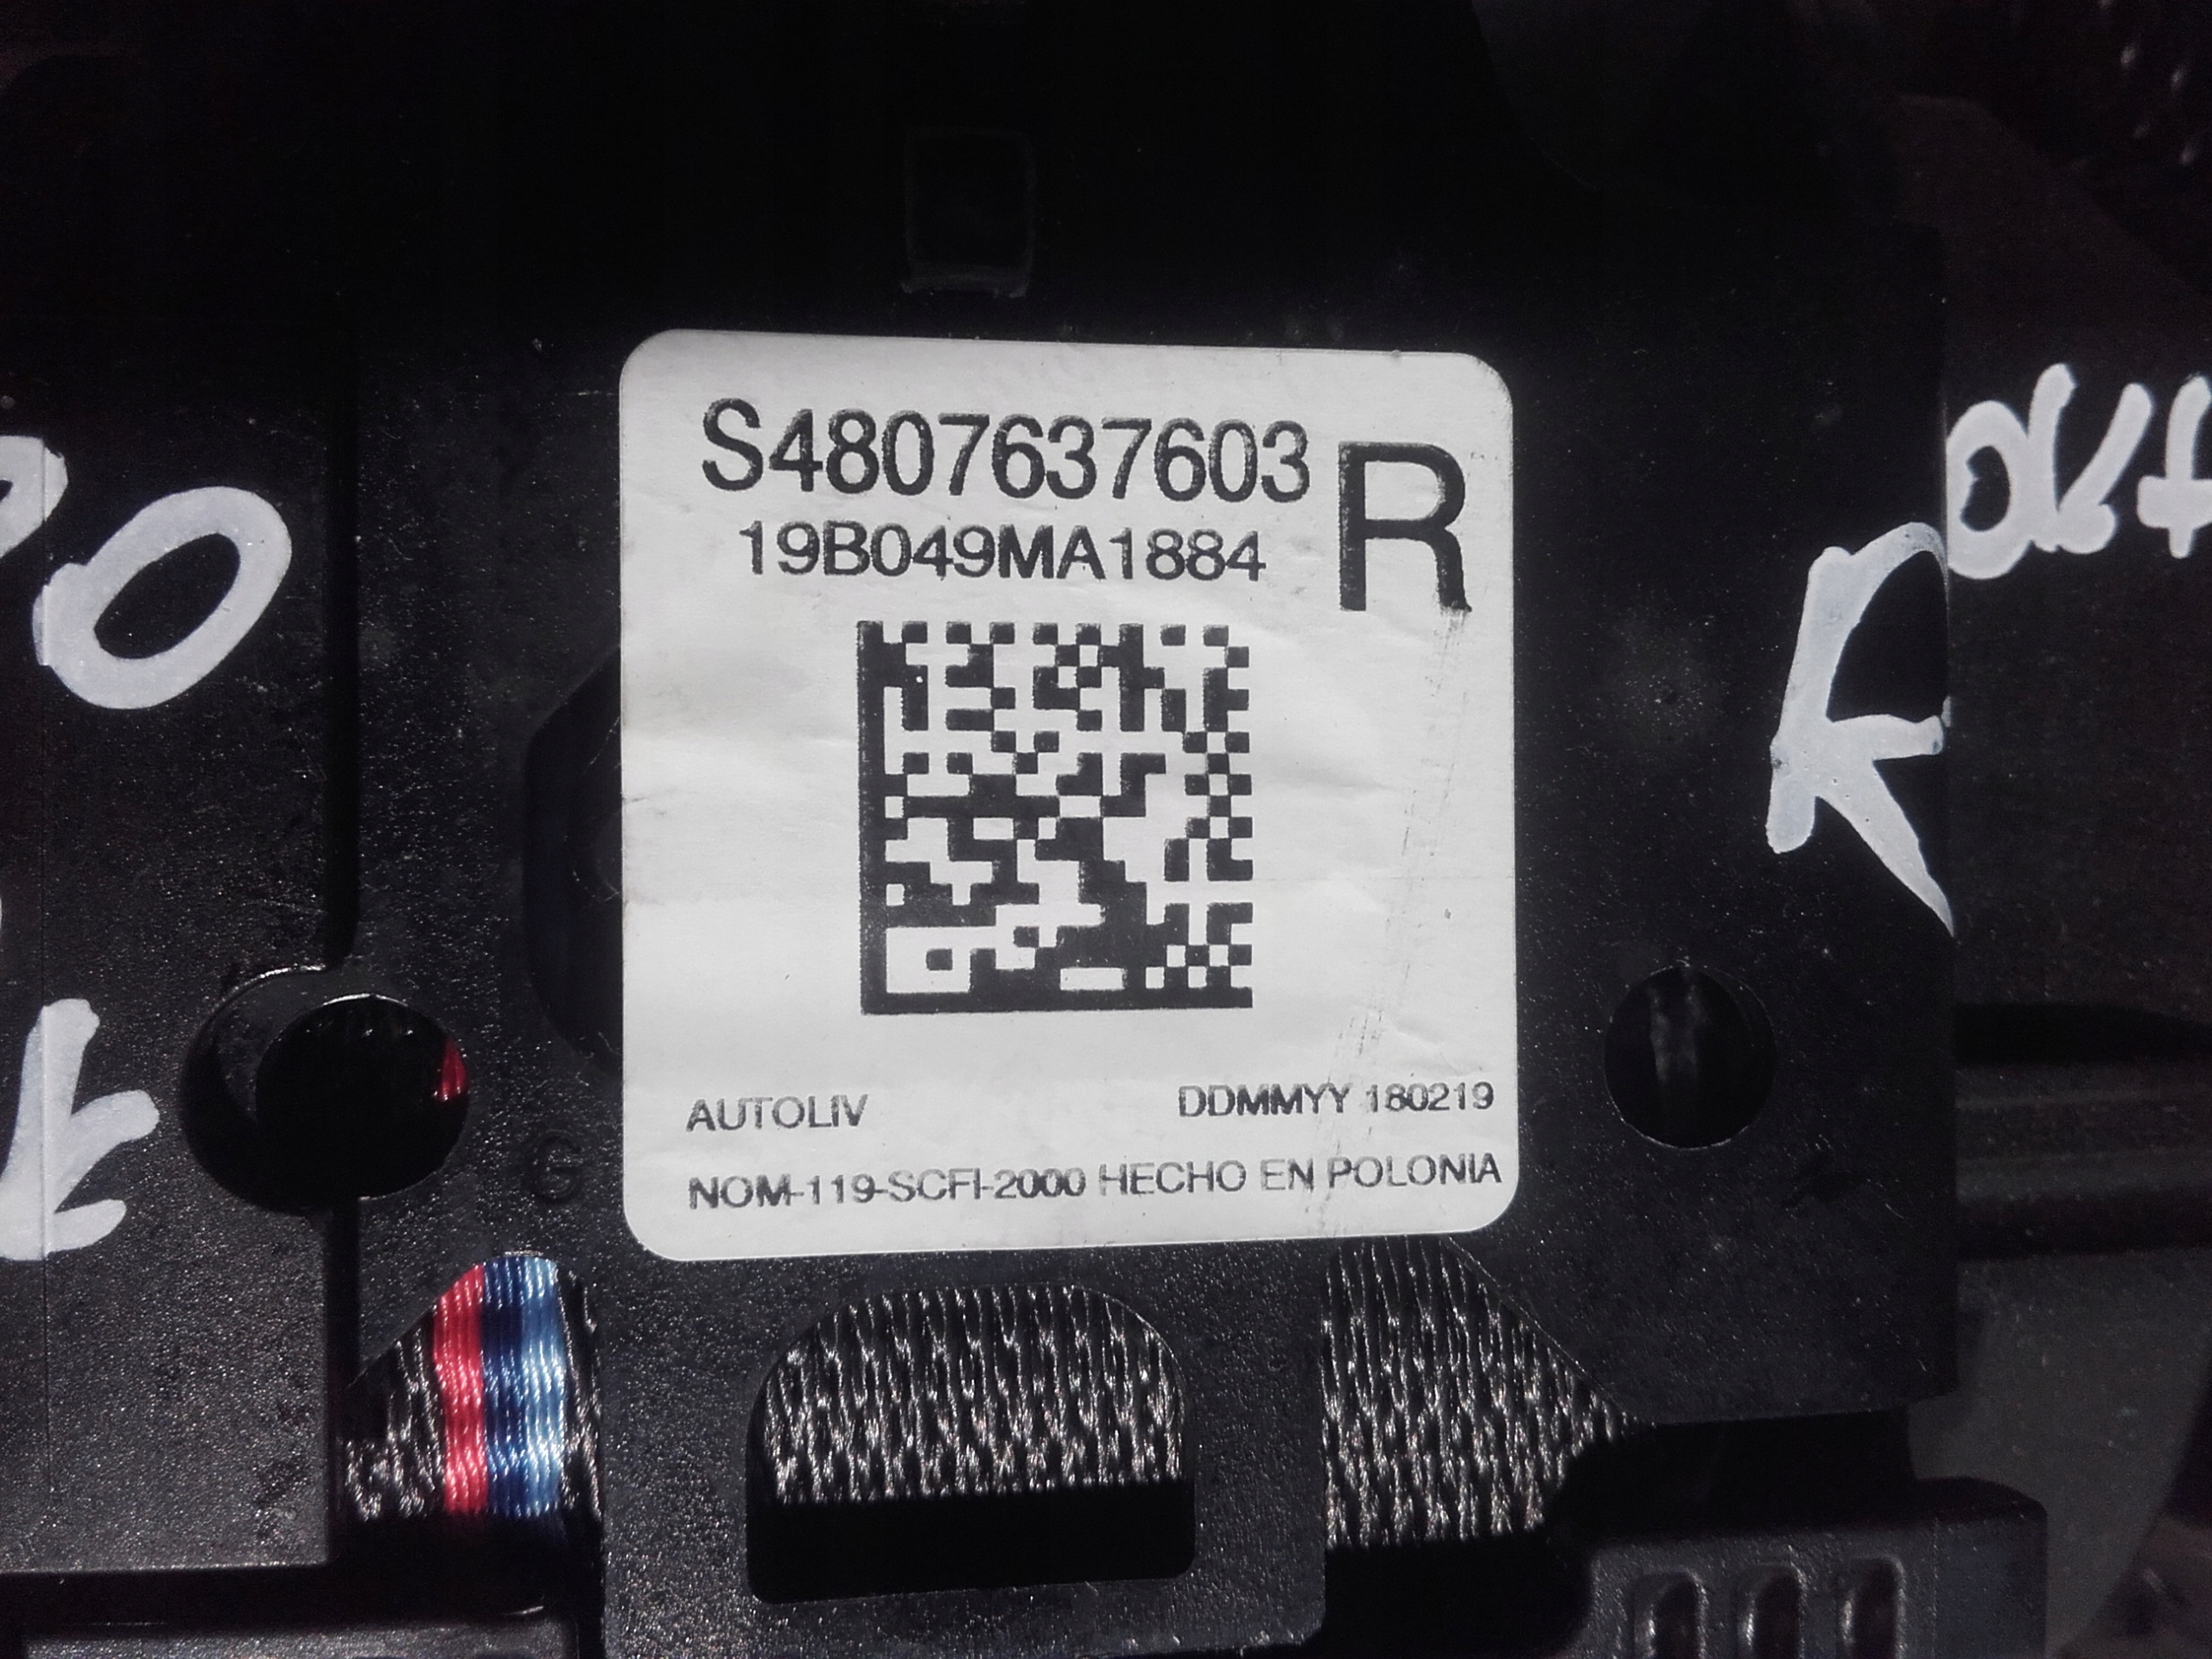 S4807637603
R
19B049MA1884
AUTOLIV
DDMMYY 180219
NOM-119-SCFI-2000 HECHO EN POLONIA
G
R